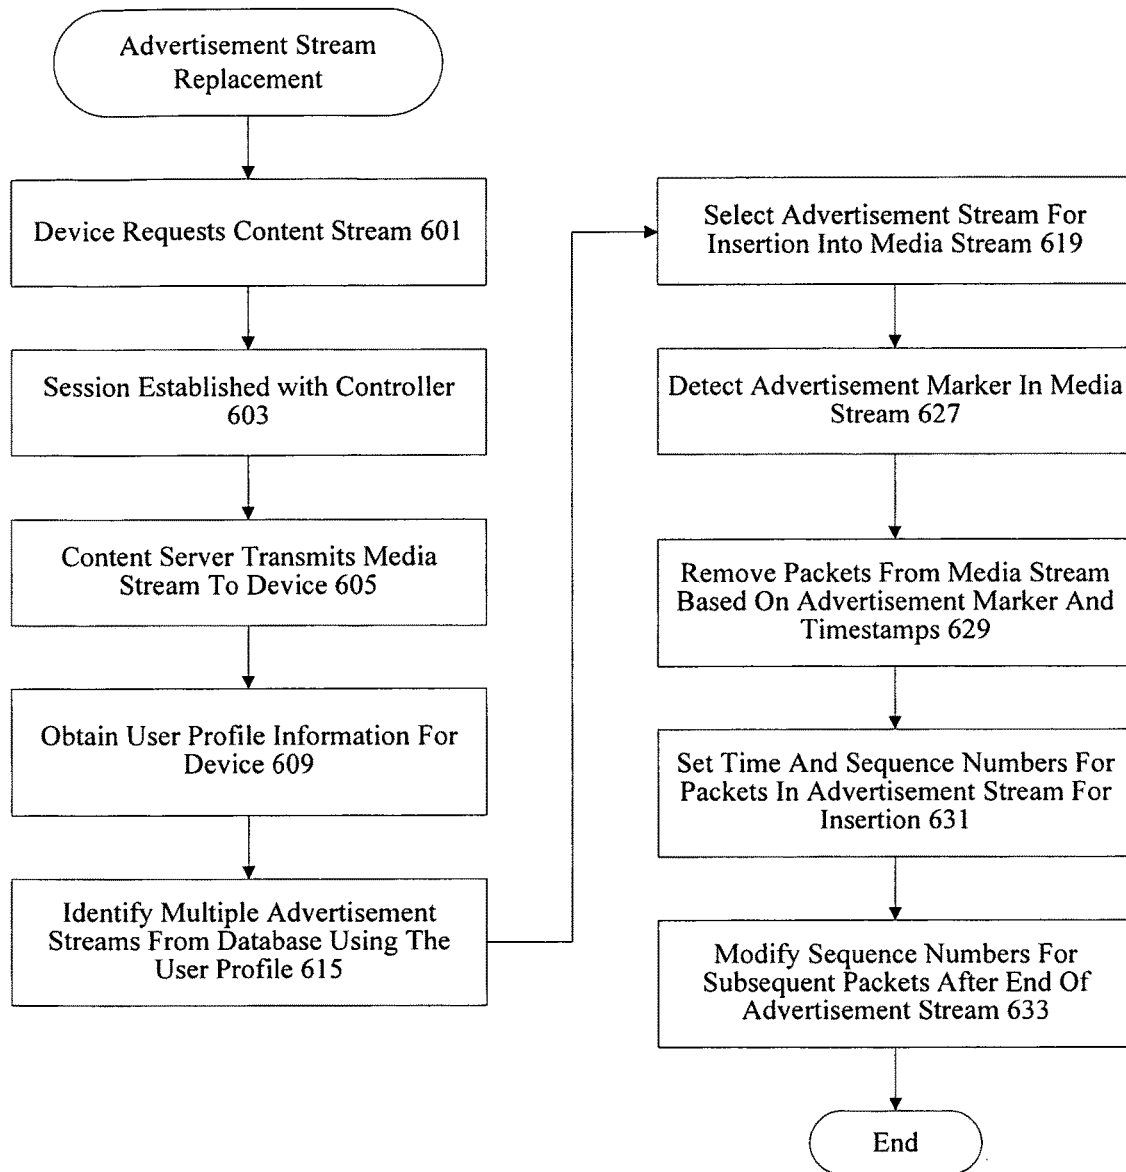 Advertisement Stream
Replacement
Device Requests Content Stream 601
Session Established with Controller
603
Content Server Transmits Media
Stream To Device 605
Obtain User Profile Information For
Device 609
Identify Multiple Advertisement
Streams From Database Using The
User Profile 615
Select Advertisement Stream For
Insertion Into Media Stream 619
Detect Advertisement Marker In Media
Stream 627
Remove Packets From Media Stream
Based On Advertisement Marker And
Timestamps 629
Set Time And Sequence Numbers For
Packets In Advertisement Stream For
Insertion 631
Modify Sequence Numbers For
Subsequent Packets After End Of
Advertisement Stream 633
End